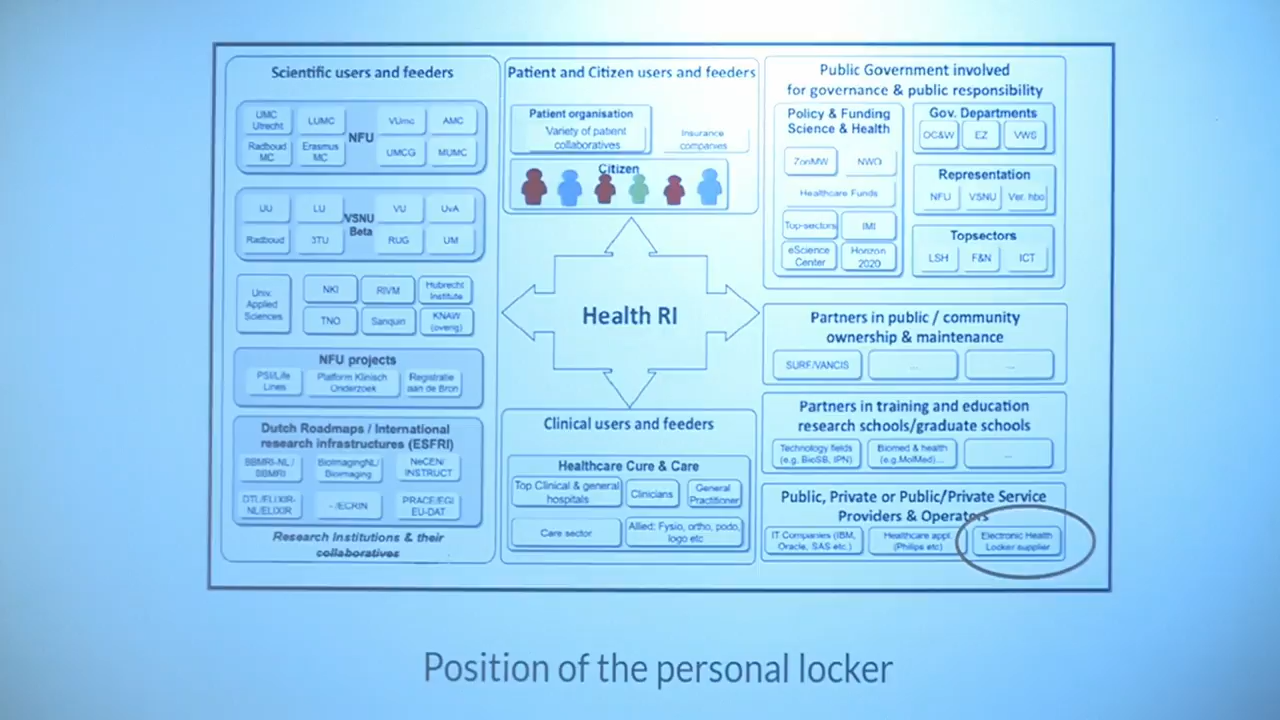 Scientific users and feeders
UMC
Utrecht
LUMC
Radboud
MC
Erasmus
MC
NFU
VUmc
AMC
UMCG
MUMC
UU
LU
Radboud
3TU
VSNU
Beta
VU
UvA
RUG
UM
Univ.
Applied
Sciences
NKI
RIVM
Hubrecht
Institute
TNO
Sanquin
KNAW
(overig)
NFU projects
PSI/Life
Lines
Platform Klinisch
Onderzoek
Registratie
aan de Bron
Dutch Roadmaps / International
research infrastructures (ESFRI)
BBMRI-NL /
BBMRI
BioImagingNL/
Bioimaging
NeCEN/
INSTRUCT
DTL/ELIXIR-
NL/ELIXIR
- /ECRIN
PRACE/EGI
EU-DAT
Research Institutions & their
collaboratives
Patient and Citizen users and feeders
Patient organisation
Variety of patient
collaboratives
Insurance
companies
Citizen
Health RI
Clinical users and feeders
Healthcare Cure & Care
Top Clinical & general
hospitals
Clinicians
General
Practitioner
Care sector
Allied: Fysio, ortho, podo,
logo etc
Public Government involved
for governance & public responsibility
Policy & Funding
Science & Health
ZonMW
NWO
Healthcare Funds
Top-sectors
IMI
eScience
Center
Horizon
2020
Gov. Departments
OC&W
EZ
VWS
Representation
NFU
VSNU
Ver. hbo
Topsectors
LSH
F&N
ICT
Partners in public / community
ownership & maintenance
SURF/VANCIS
...
...
Partners in training and education
research schools/graduate schools
Technology fields
(e.g. BioSB, IPN)
Biomed & health
(e.g.MolMed)...
...
Public, Private or Public/Private Service
Providers & Operators
IT Companies (IBM,
Oracle, SAS etc.)
Healthcare appl.
(Philips etc)
Electronic Health
Locker supplier
Position of the personal locker